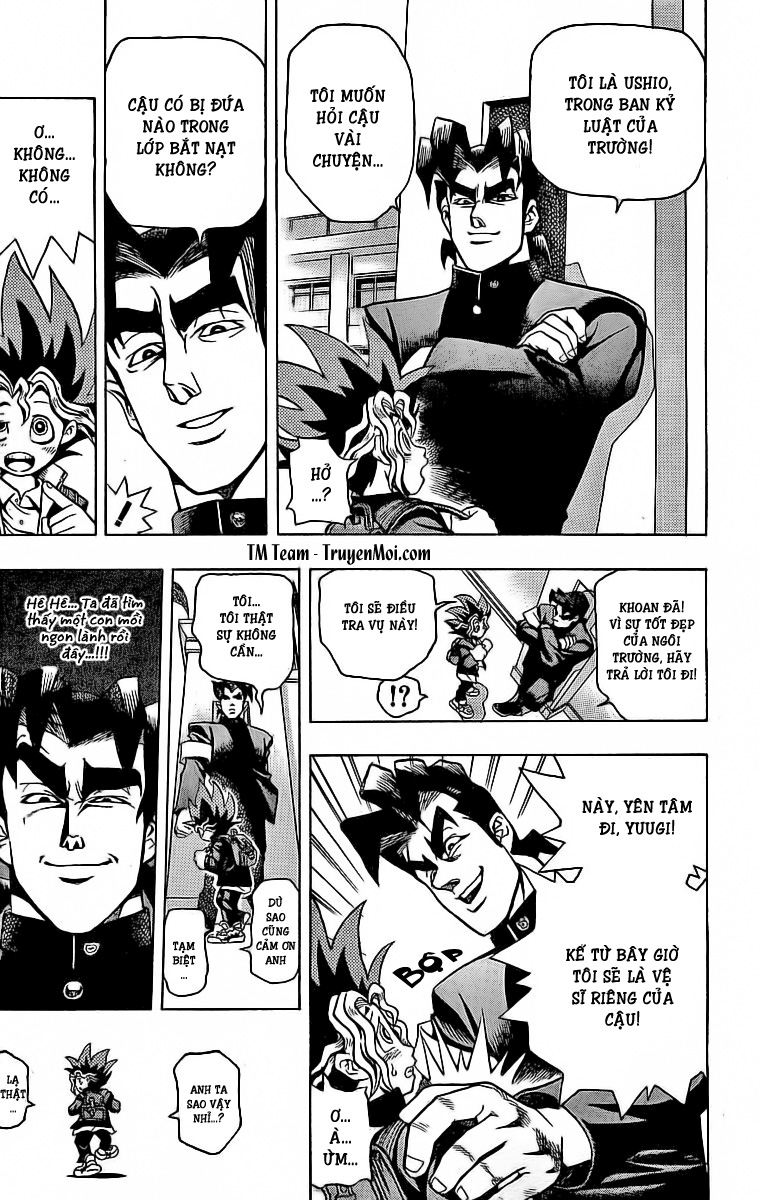 TÔI LÀ USHIO,
TRONG BAN KỶ
LUẬT CỦA
TRƯỜNG!
TÔI MUỐN
HỎI CẬU
VÀI
CHUYỆN...
HỞ
...?
CẬU CÓ BỊ ĐỨA
NÀO TRONG
LỚP BẮT NẠT
KHÔNG?
!
Ơ...
KHÔNG...
KHÔNG
CÓ...
TM Team - TruyenMoi.com
KHOAN ĐÃ!
VÌ SỰ TỐT ĐẸP
CỦA NGÔI
TRƯỜNG, HÃY
TRẢ LỜI TÔI ĐI!
TÔI SẼ ĐIỀU
TRA VỤ NÀY!
!?
TÔI...
TÔI THẬT
SỰ KHÔNG
CẦN...
DÙ
SAO
CŨNG
CẢM ƠN
ANH
TẠM
BIỆT
...
Hê Hê... Ta đã tìm
thấy một con mồi
ngon lành rồi
đây...!!!
NÀY, YÊN TÂM
ĐI, YUUGI!
KỂ TỪ BÂY GIỜ
TÔI SẼ LÀ VỆ
SĨ RIÊNG CỦA
CẬU!
BỘP
Ơ...
À...
ỪM...
ANH TA
SAO VẬY
NHỈ...?
LẠ
THẬT
...